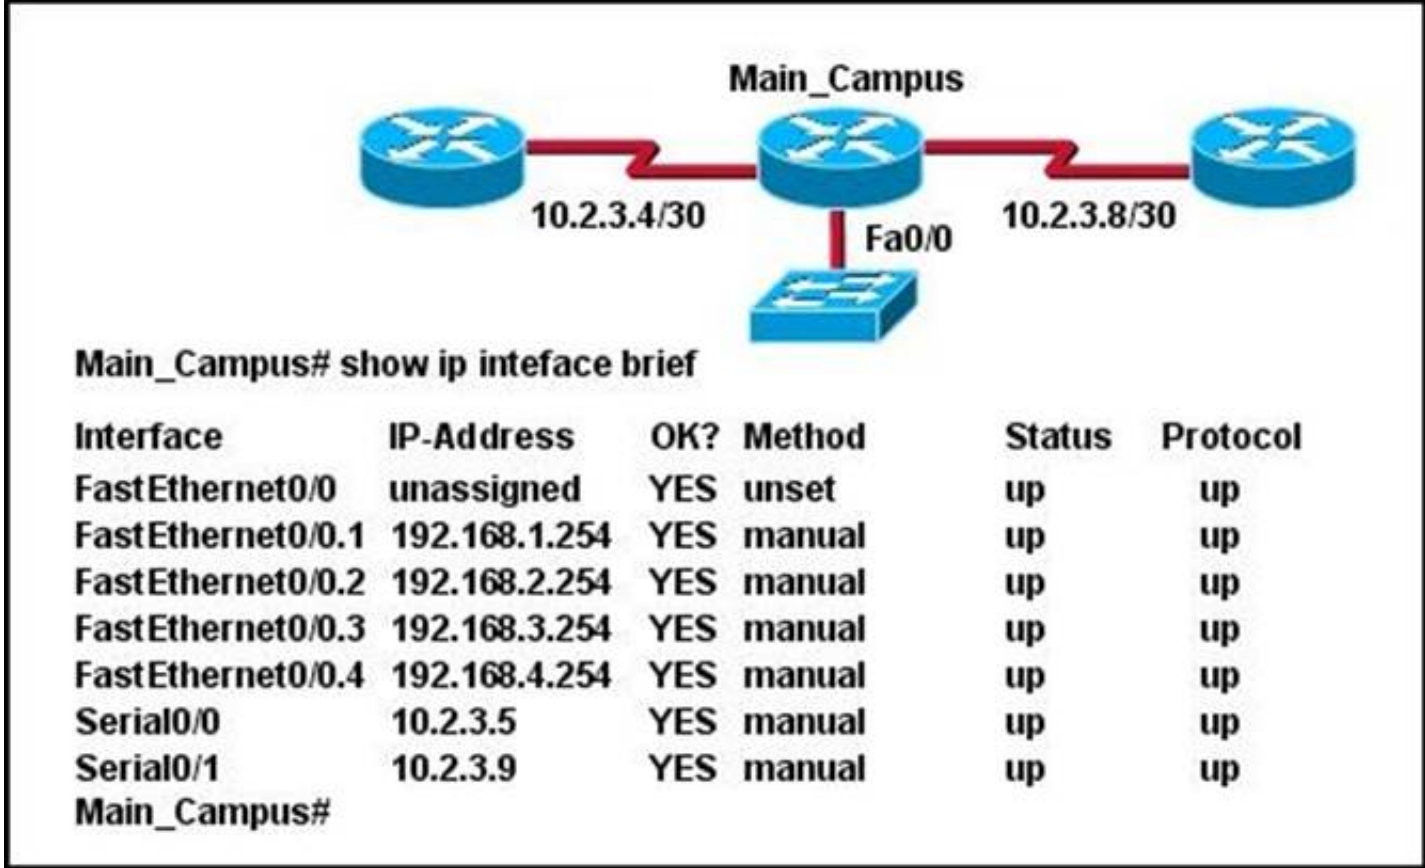 Main_Campus
10.2.3.4/30
10.2.3.8/30
Fa0/0
Main_Campus# show ip inteface brief
Interface IP-Address OK? Method Status Protocol
FastEthernet0/0 unassigned YES unset up up
FastEthernet0/0.1 192.168.1.254 YES manual up up
FastEthernet0/0.2 192.168.2.254 YES manual up up
FastEthernet0/0.3 192.168.3.254 YES manual up up
FastEthernet0/0.4 192.168.4.254 YES manual up up
Serial0/0 10.2.3.5 YES manual up up
Serial0/1 10.2.3.9 YES manual up up
Main_Campus#